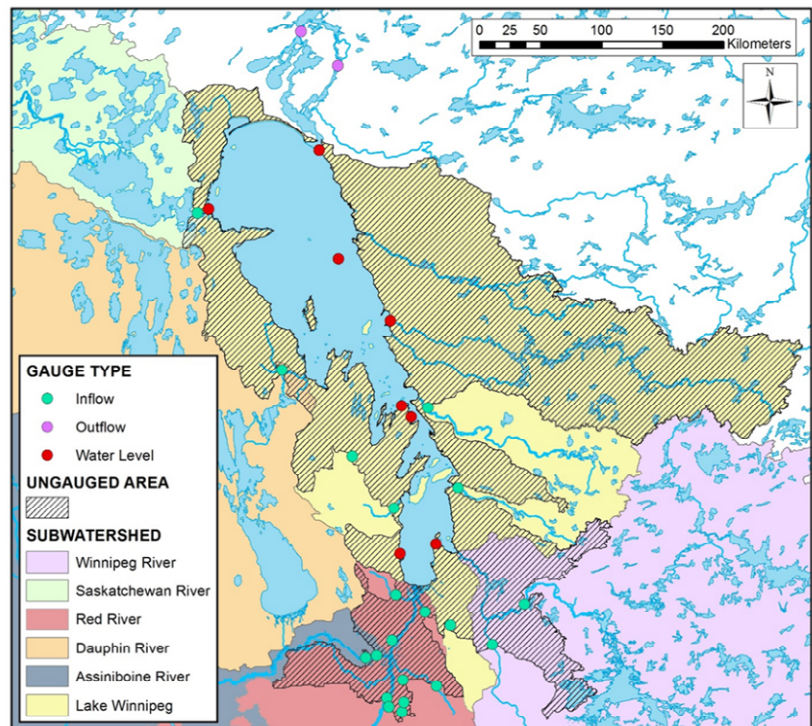 0 25 50 100 150 200
Kilometers
N
GAUGE TYPE
Inflow
Outflow
Water Level
UNGAUGED AREA
SUBWATERSHED
Winnipeg River
Saskatchewan River
Red River
Dauphin River
Assiniboine River
Lake Winnipeg